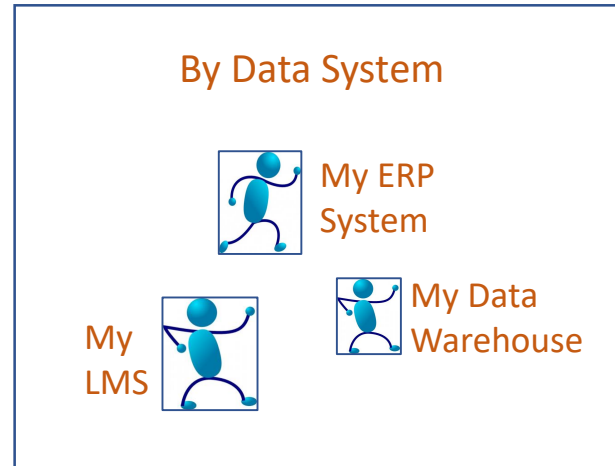 By Data System
My ERP
System
My Data
Warehouse
My
LMS